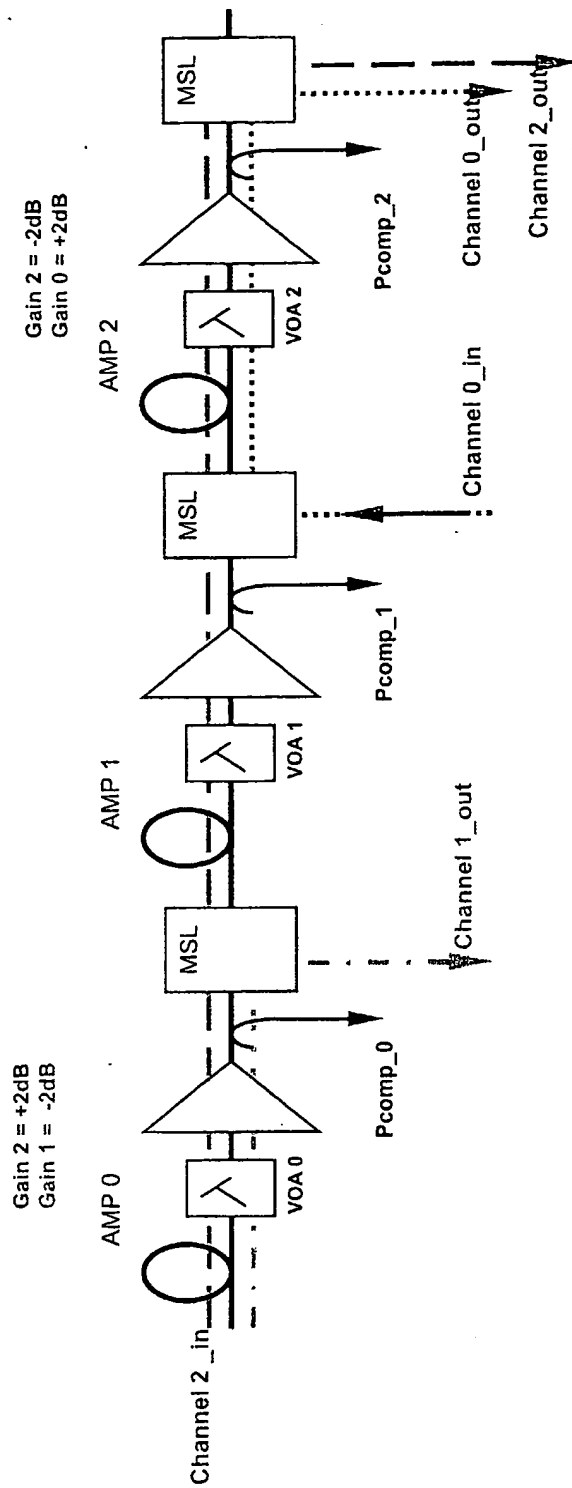 Gain 2 = +2dB
Gain 1 = -2dB
AMP 0
AMP 1
AMP 2
Gain 2 = -2dB
Gain 0 = +2dB
Channel 2_in
VOA 0
MSL
VOA 1
MSL
VOA 2
MSL
Pcomp_0
Pcomp_1
Pcomp_2
Channel 1_out
Channel 0_in
Channel 0_out
Channel 2_out